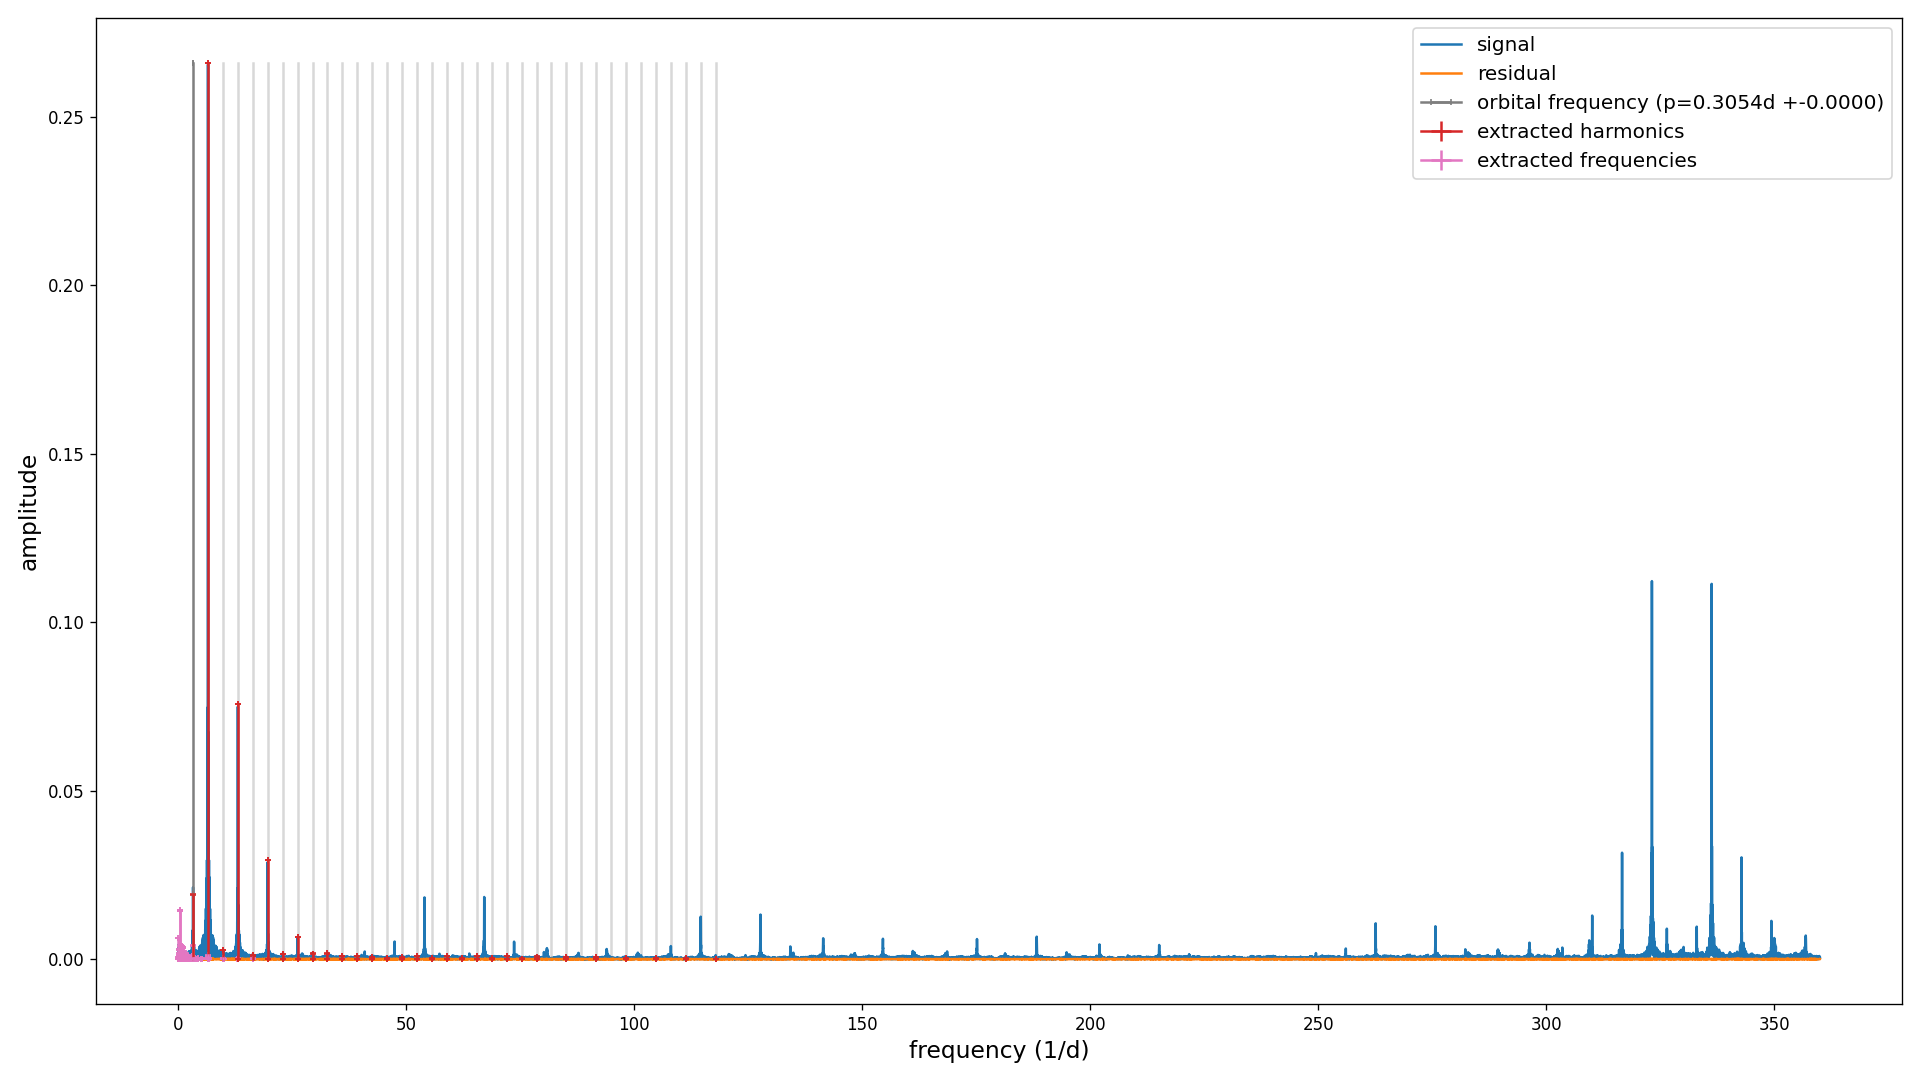 signal
residual
orbital frequency (p=0.3054d +-0.0000)
extracted harmonics
extracted frequencies
amplitude
0.25
0.20
0.15
0.10
0.05
0.00
0 50 100 150 200 250 300 350
frequency (1/d)